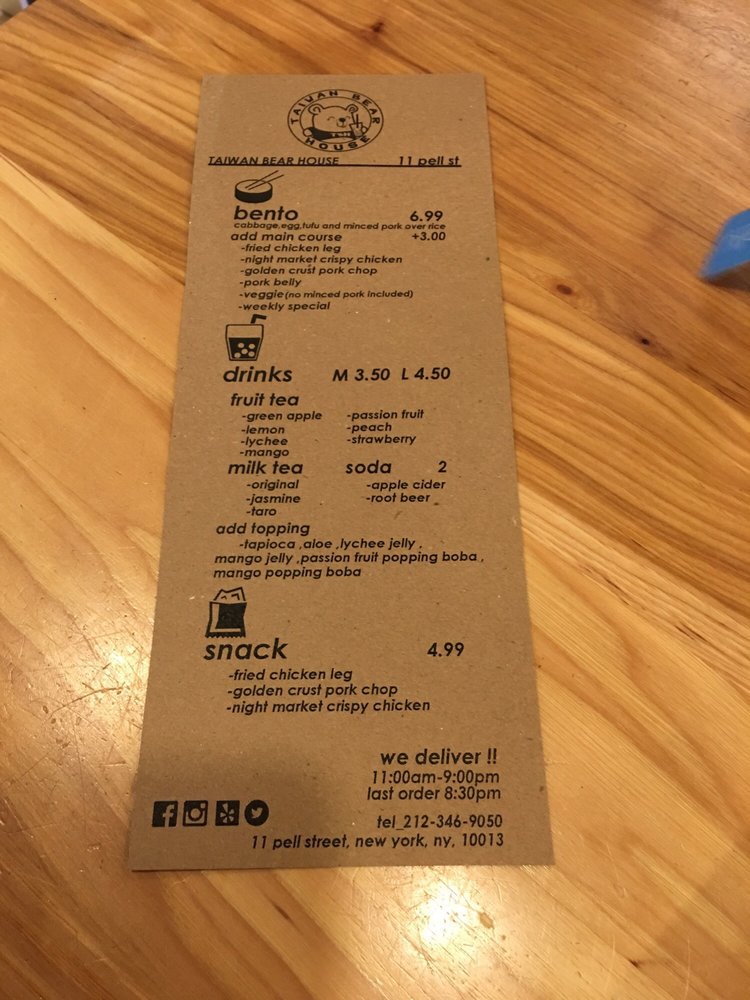 TAIWAN BEAR
HOUSE
TAIWAN BEAR HOUSE 11 pell st
bento 6.99
cabbage,egg,tufu and minced pork over rice
add main course +3.00
-fried chicken leg
-night market crispy chicken
-golden crust pork chop
-pork belly
-veggie(no minced pork included)
-weekly special
drinks M 3.50 L 4.50
fruit tea
-green apple -passion fruit
-lemon -peach
-lychee -strawberry
-mango
milk tea soda 2
-original -apple cider
-jasmine -root beer
-taro
add topping
-tapioca ,aloe ,lychee jelly ,
mango jelly ,passion fruit popping boba ,
mango popping boba
snack 4.99
-fried chicken leg
-golden crust pork chop
-night market crispy chicken
we deliver !!
11:00am-9:00pm
last order 8:30pm
tel_212-346-9050
11 pell street, new york, ny, 10013